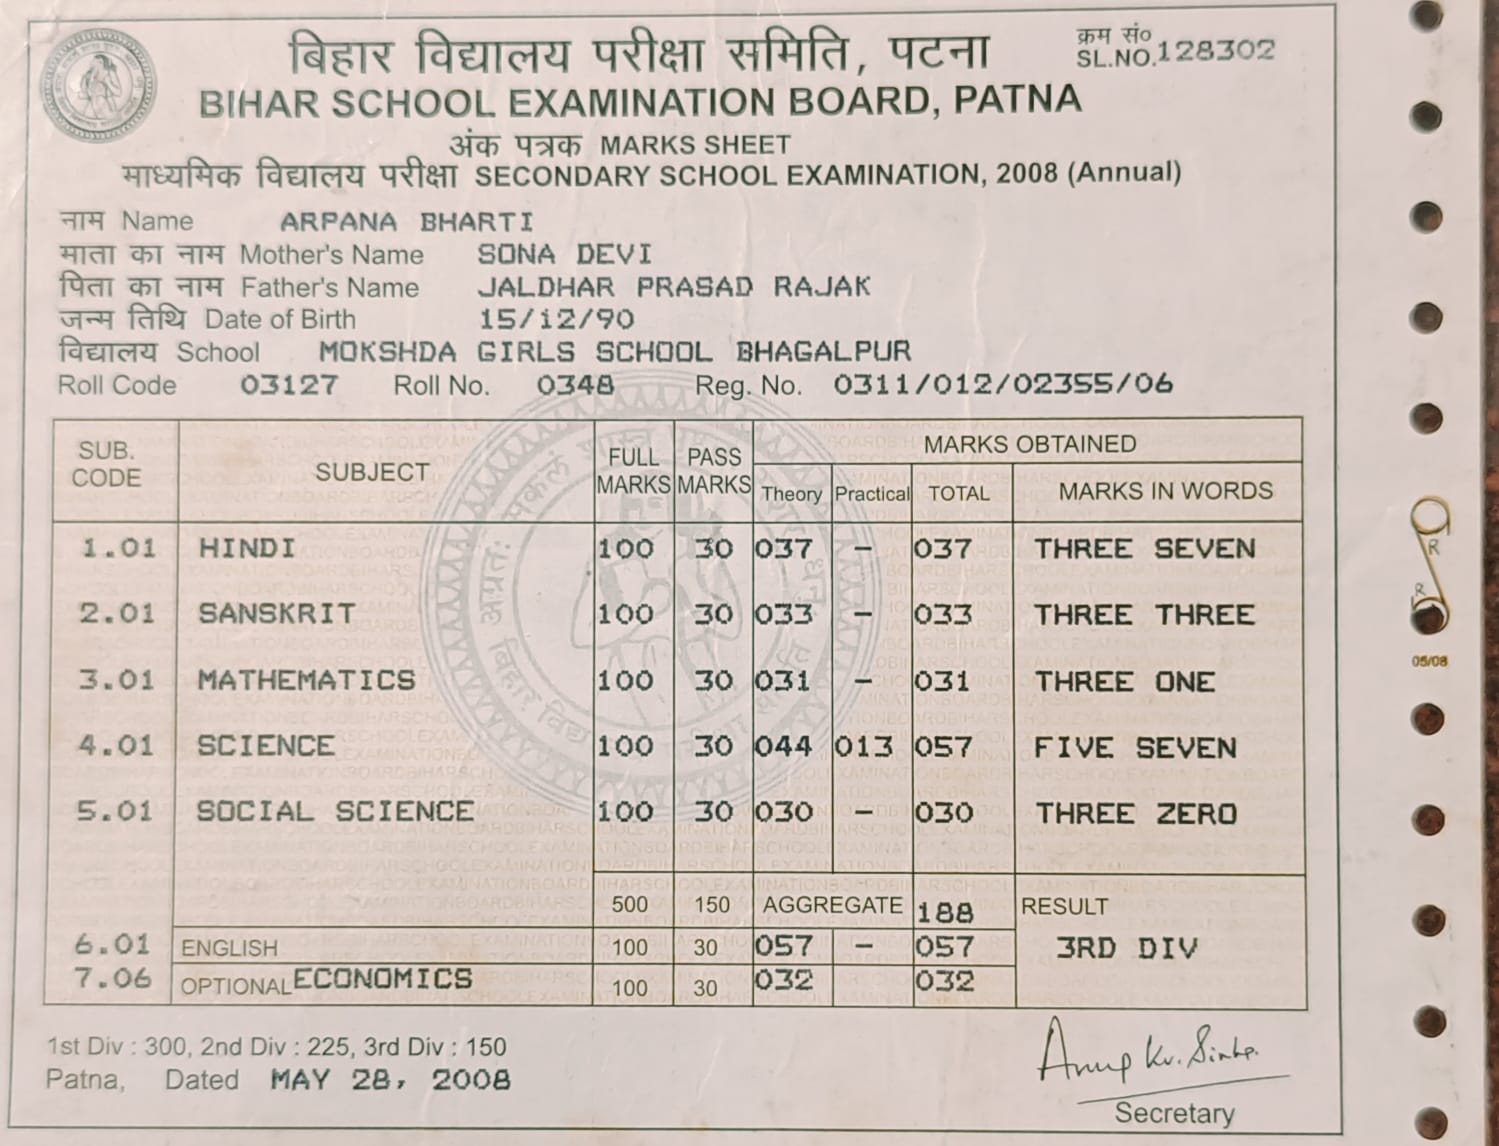 बिहार विद्यालय परीक्षा समिति, पटना
क्रम सं०
SL.NO.128302
BIHAR SCHOOL EXAMINATION BOARD, PATNA
अंक पत्रक MARKS SHEET
माध्यमिक विद्यालय परीक्षा SECONDARY SCHOOL EXAMINATION, 2008 (Annual)
नाम Name ARPANA BHARTI
माता का नाम Mother's Name SONA DEVI
पिता का नाम Father's Name JALDHAR PRASAD RAJAK
जन्म तिथि Date of Birth 15/12/90
विद्यालय School MOKSHDA GIRLS SCHOOL BHAGALPUR
Roll Code 03127 Roll No. 0348 Reg. No. 0311/012/02355/06
SUB. CODE SUBJECT FULL MARKS PASS MARKS MARKS OBTAINED
Theory Practical TOTAL MARKS IN WORDS
1.01 HINDI 100 30 037 - 037 THREE SEVEN
2.01 SANSKRIT 100 30 033 - 033 THREE THREE
3.01 MATHEMATICS 100 30 031 - 031 THREE ONE
4.01 SCIENCE 100 30 044 013 057 FIVE SEVEN
5.01 SOCIAL SCIENCE 100 30 030 - 030 THREE ZERO
500 150 AGGREGATE 188 RESULT
6.01 ENGLISH 100 30 057 - 057 3RD DIV
7.06 OPTIONAL ECONOMICS 100 30 032 032
1st Div : 300, 2nd Div : 225, 3rd Div : 150
Patna, Dated MAY 28, 2008
Anup Kr. Sinha.
Secretary
R
R
05/08